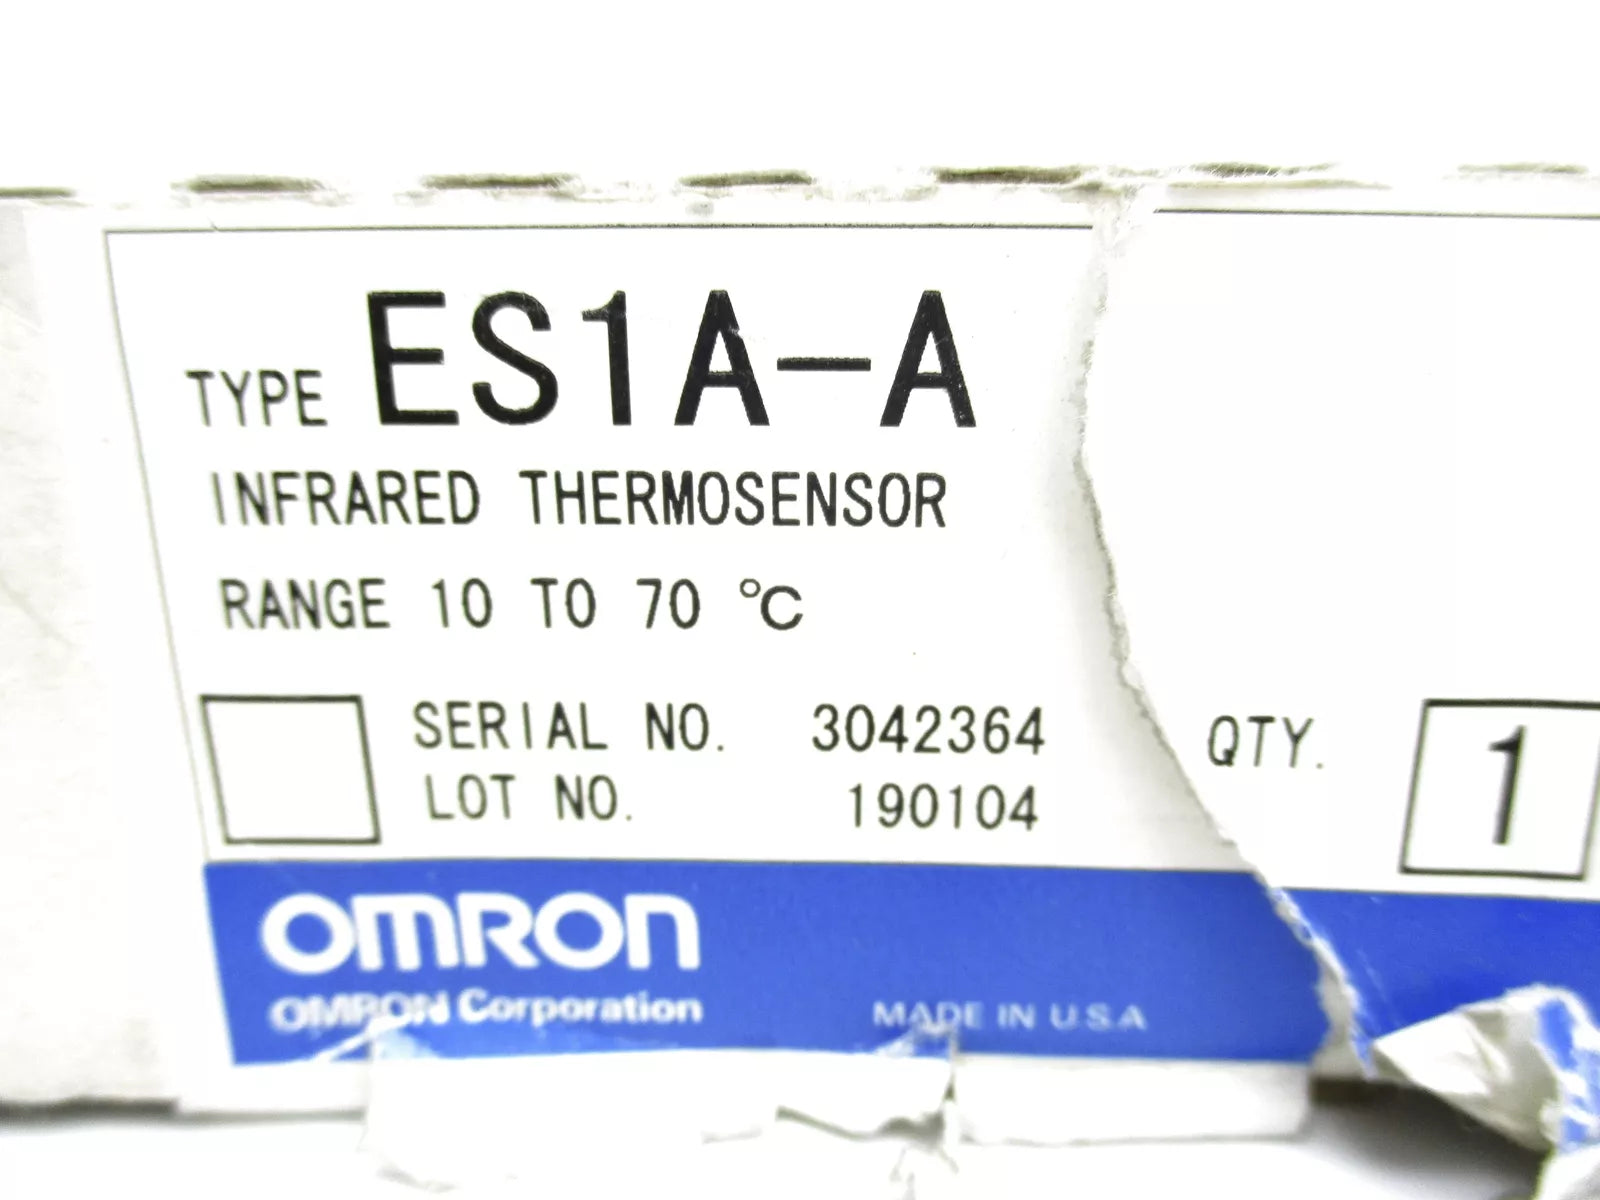 TYPE ES1A-A
INFRARED THERMOSENSOR
RANGE 10 TO 70 °C
SERIAL NO. 3042364 QTY. 1
LOT NO. 190104
OMRON
OMRON Corporation MADE IN U.S.A